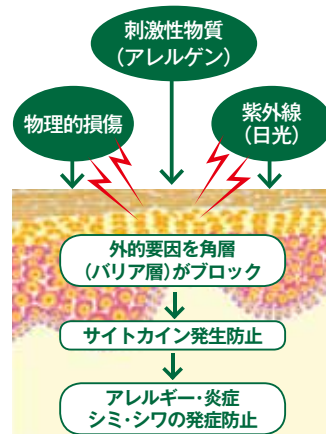 刺激性物質
（アレルゲン）
物理的損傷
紫外線
（日光）
外的要因を角層
（バリア層）がブロック
サイトカイン発生防止
アレルギー・炎症
シミ・シワの発症防止